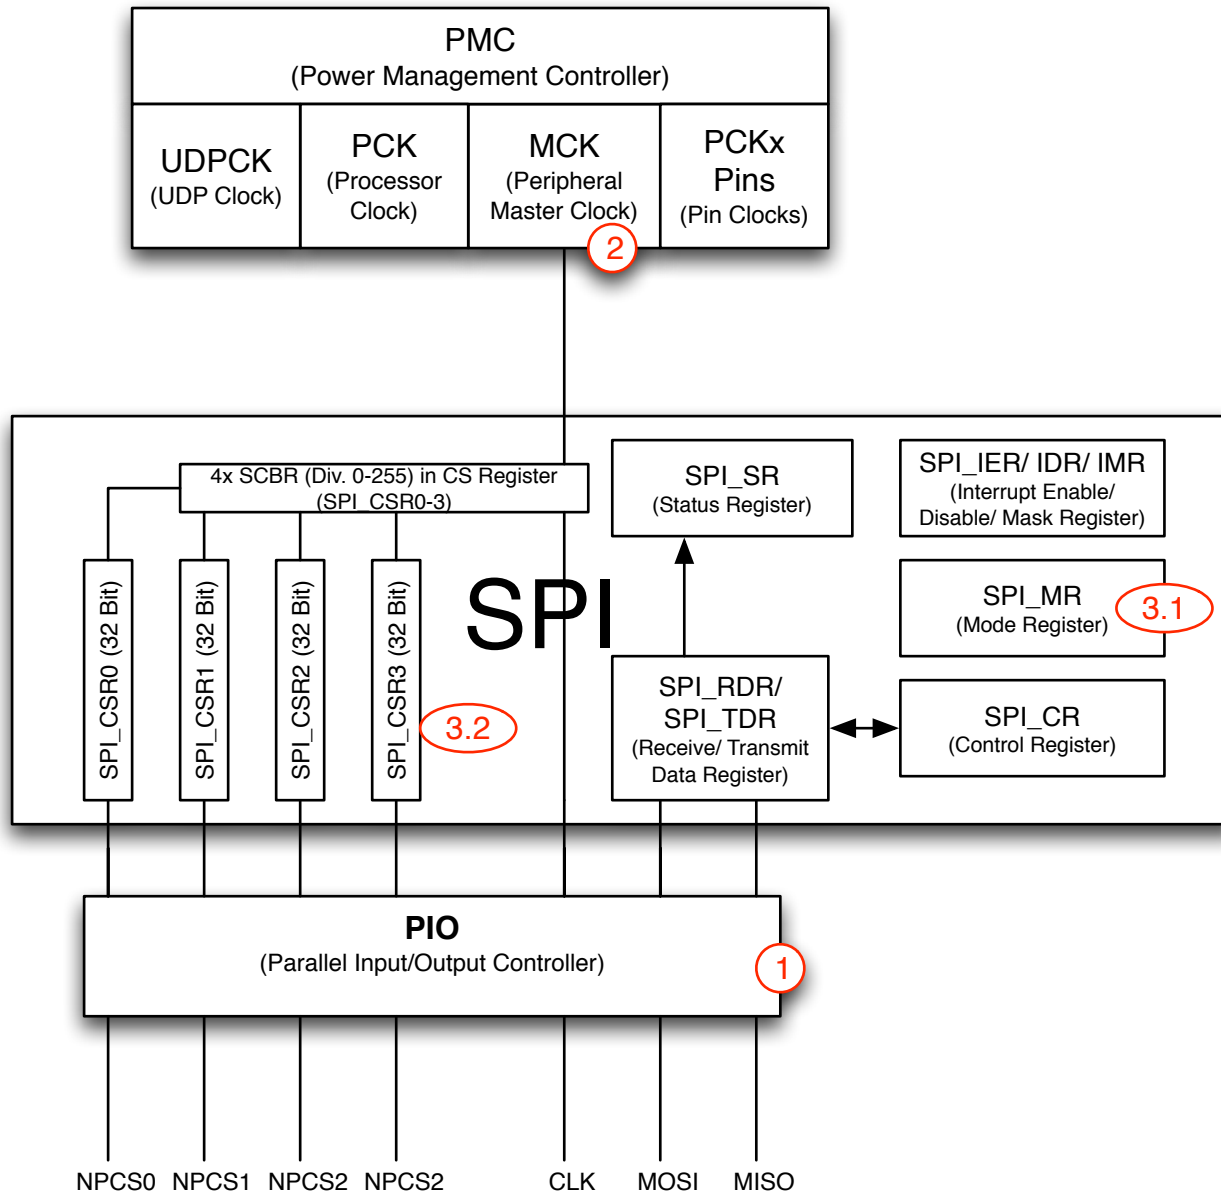 PMC
(Power Management Controller)
UDPCK
(UDP Clock)
PCK
(Processor
Clock)
MCK
(Peripheral
Master Clock)
PCKx
Pins
(Pin Clocks)
2
4x SCBR (Div. 0-255) in CS Register
(SPI_CSR0-3)
SPI_SR
(Status Register)
SPI_IER/ IDR/ IMR
(Interrupt Enable/
Disable/ Mask Register)
SPI_CSR0 (32 Bit)
SPI_CSR1 (32 Bit)
SPI_CSR2 (32 Bit)
SPI_CSR3 (32 Bit)
3.2
SPI
SPI_MR
(Mode Register)
3.1
SPI_RDR/
SPI_TDR
(Receive/ Transmit
Data Register)
SPI_CR
(Control Register)
PIO
(Parallel Input/Output Controller)
1
NPCS0
NPCS1
NPCS2
NPCS2
CLK
MOSI
MISO